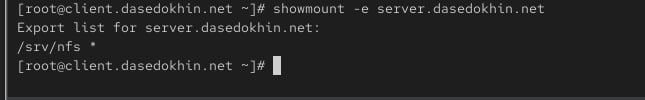 [root@client.dasedokhin.net ~]# showmount -e server.dasedokhin.net
Export list for server.dasedokhin.net:
/srv/nfs *
[root@client.dasedokhin.net ~]#